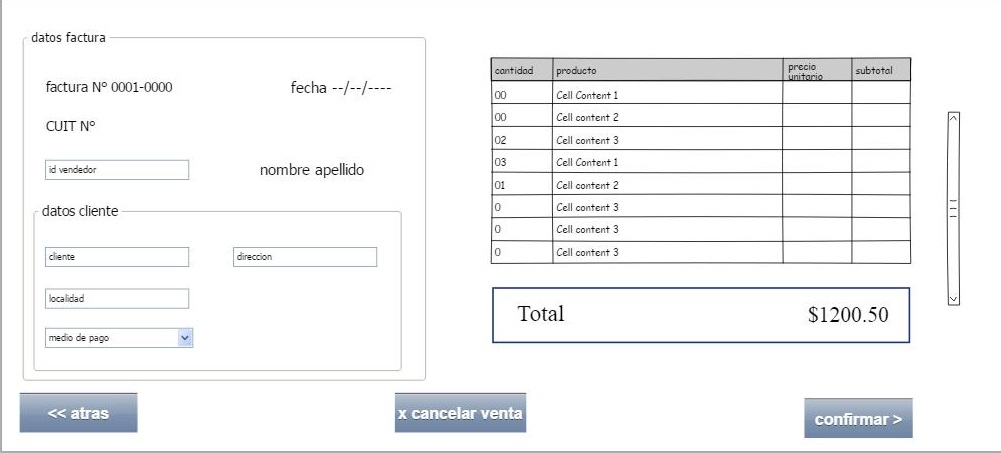 datos factura
factura Nº 0001-0000 fecha --/--/----
CUIT Nº
id vendedor nombre apellido
datos cliente
cliente direccion
localidad
medio de pago
cantidad producto precio unitario subtotal
00 Cell Content 1
00 Cell content 2
02 Cell content 3
03 Cell Content 1
01 Cell content 2
0 Cell content 3
0 Cell content 3
0 Cell content 3
Total $1200.50
<< atras x cancelar venta confirmar >